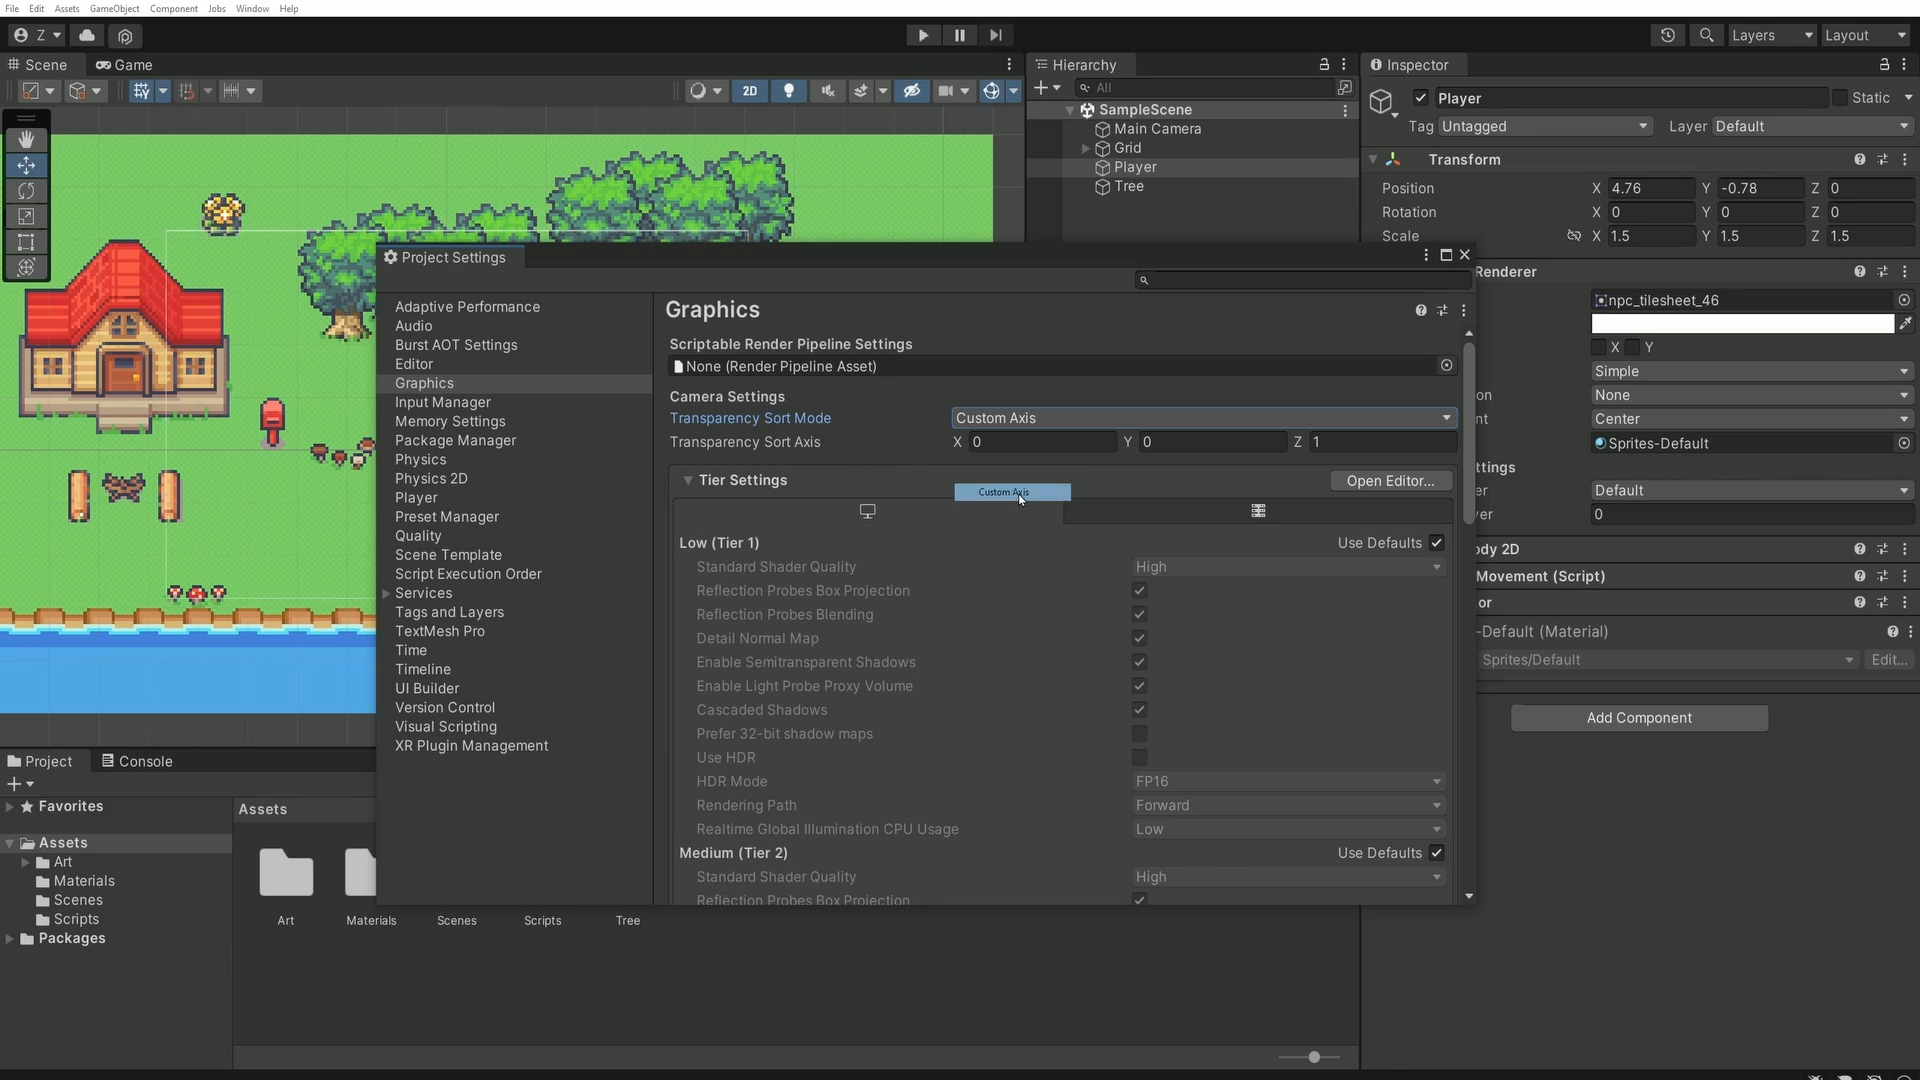 File Edit Assets GameObject Component Jobs Window Help
Z Layers Layout
Scene Game
2D
Hierarchy
All
SampleScene
Main Camera
Grid
Player
Tree
Inspector
Player Static
Tag Untagged Layer Default
Transform
Position X 4.76 Y -0.78 Z 0
Rotation X 0 Y 0 Z 0
Scale X 1.5 Y 1.5 Z 1.5
Renderer
npc_tilesheet_46
X Y
Simple
on None
nt Center
Sprites-Default
ttings
er Default
yer 0
ody 2D
Movement (Script)
or
-Default (Material)
Sprites/Default Edit...
Add Component
Project Settings
Adaptive Performance
Audio
Burst AOT Settings
Editor
Graphics
Input Manager
Memory Settings
Package Manager
Physics
Physics 2D
Player
Preset Manager
Quality
Scene Template
Script Execution Order
Services
Tags and Layers
TextMesh Pro
Time
Timeline
UI Builder
Version Control
Visual Scripting
XR Plugin Management
Graphics
Scriptable Render Pipeline Settings
None (Render Pipeline Asset)
Camera Settings
Transparency Sort Mode Custom Axis
Transparency Sort Axis X 0 Y 0 Z 1
Tier Settings Open Editor...
Custom Axis
Low (Tier 1) Use Defaults
Standard Shader Quality High
Reflection Probes Box Projection
Reflection Probes Blending
Detail Normal Map
Enable Semitransparent Shadows
Enable Light Probe Proxy Volume
Cascaded Shadows
Prefer 32-bit shadow maps
Use HDR
HDR Mode FP16
Rendering Path Forward
Realtime Global Illumination CPU Usage Low
Medium (Tier 2) Use Defaults
Standard Shader Quality High
Reflection Probes Box Projection
Project Console
Favorites
Assets
Art
Materials
Scenes
Scripts
Packages
Assets
Art Materials Scenes Scripts Tree